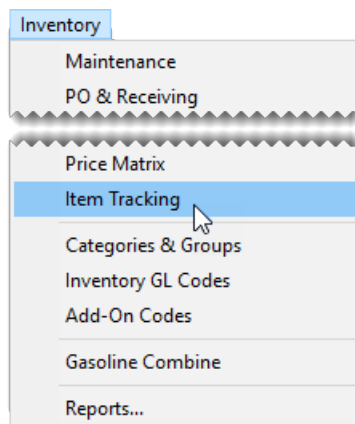 Inventory
Maintenance
PO & Receiving
Price Matrix
Item Tracking
Categories & Groups
Inventory GL Codes
Add-On Codes
Gasoline Combine
Reports...